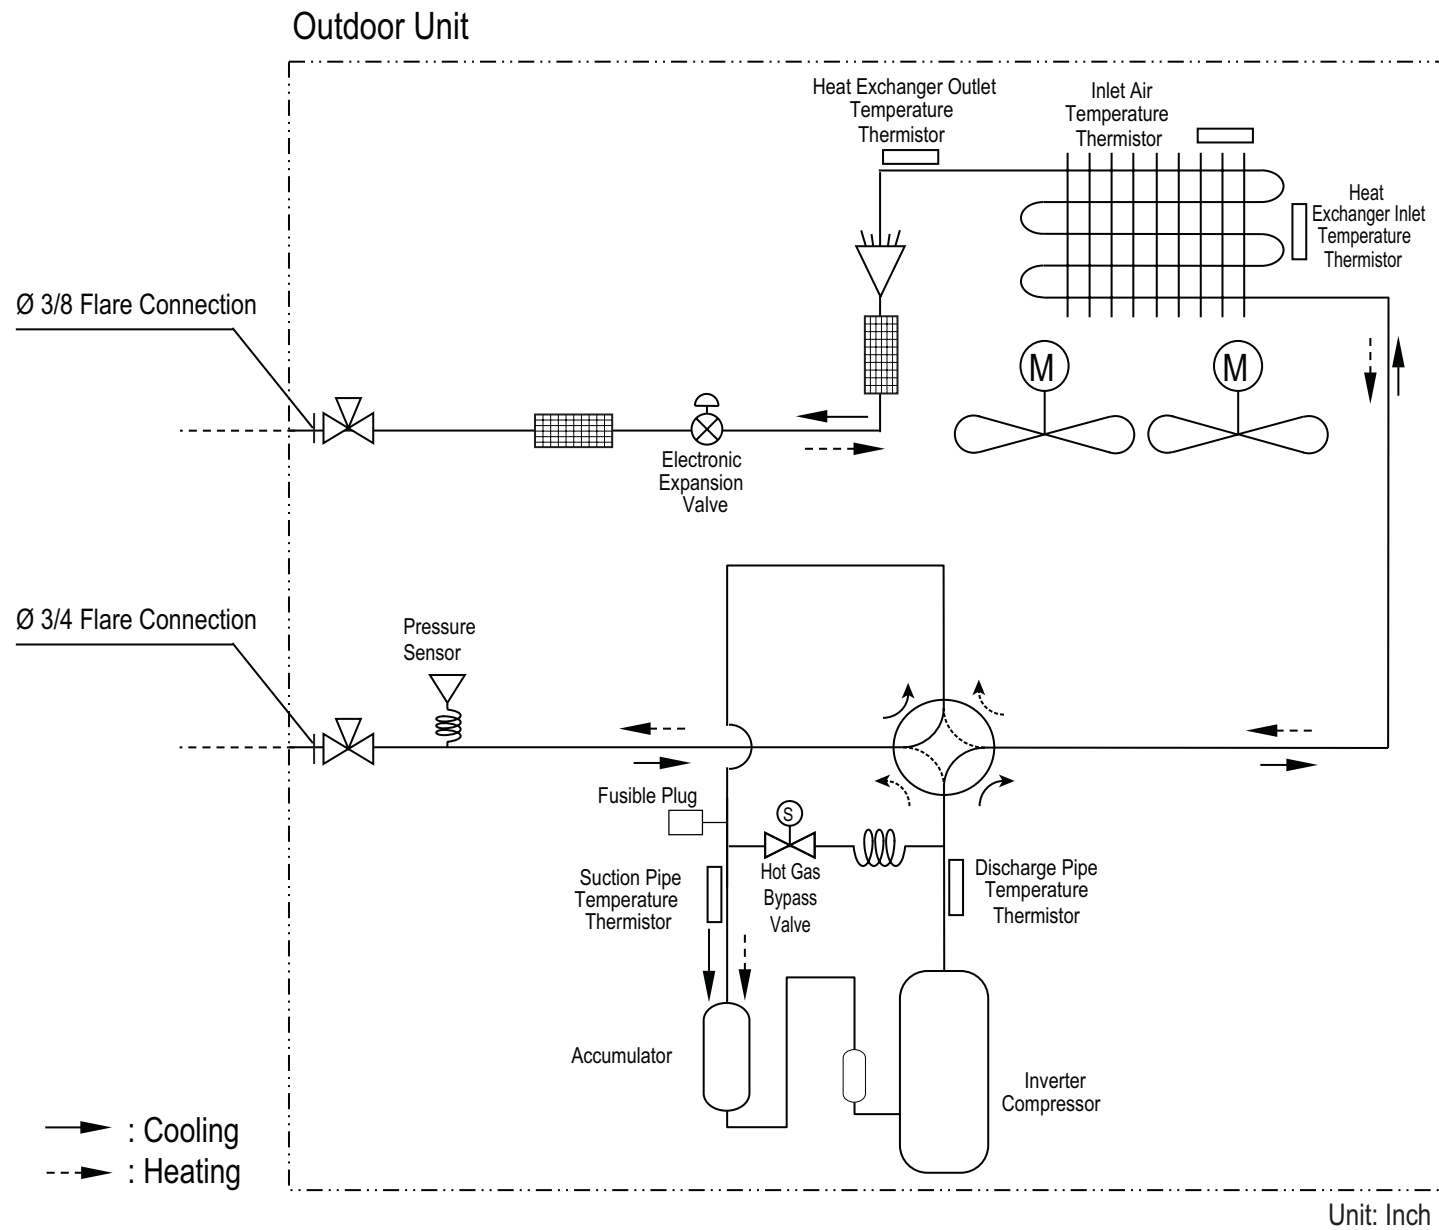 Outdoor Unit
Heat Exchanger Outlet
Temperature
Thermistor
Inlet Air
Temperature
Thermistor
Heat
Exchanger Inlet
Temperature
Thermistor
Ø 3/8 Flare Connection
M
M
Electronic
Expansion
Valve
Ø 3/4 Flare Connection
Pressure
Sensor
Fusible Plug
S
Hot Gas
Bypass
Valve
Suction Pipe
Temperature
Thermistor
Discharge Pipe
Temperature
Thermistor
Accumulator
Inverter
Compressor
: Cooling
: Heating
Unit: Inch